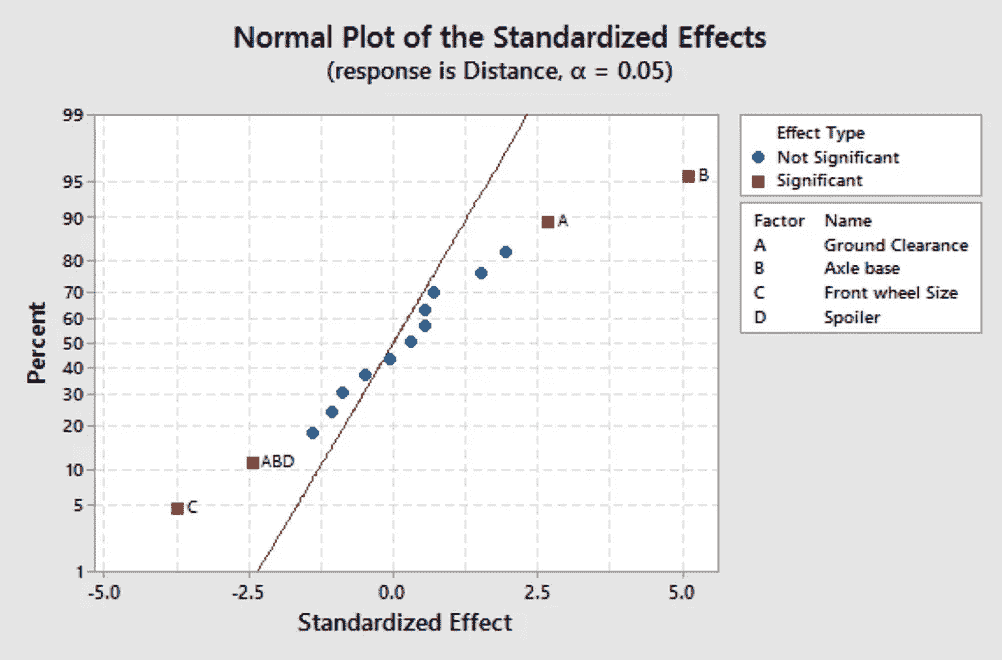 Normal Plot of the Standardized Effects
(response is Distance, α = 0.05)
99
95
90
80
70
60
50
40
30
20
10
5
1
Percent
-5.0 -2.5 0.0 2.5 5.0
Standardized Effect
B
A
ABD
C
Effect Type
Not Significant
Significant
Factor Name
A Ground Clearance
B Axle base
C Front wheel Size
D Spoiler